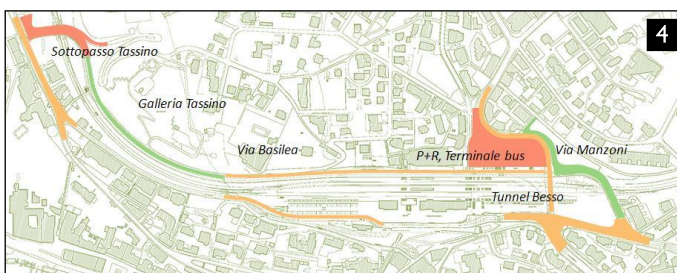 4
Sottopasso Tassino
Galleria Tassino
Via Basilea
P+R, Terminale bus
Via Manzoni
Tunnel Besso